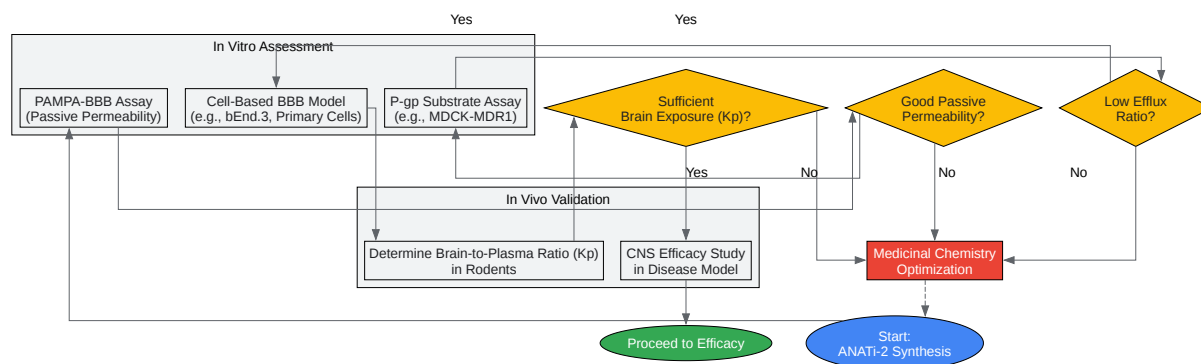 Yes
Yes
In Vitro Assessment
PAMPA-BBB Assay
(Passive Permeability)
Cell-Based BBB Model
(e.g., bEnd.3, Primary Cells)
P-gp Substrate Assay
(e.g., MDCK-MDR1)
Sufficient
Brain Exposure (Kp)?
Good Passive
Permeability?
Low Efflux
Ratio?
Yes
No
No
No
In Vivo Validation
Determine Brain-to-Plasma Ratio (Kp)
in Rodents
CNS Efficacy Study
in Disease Model
Medicinal Chemistry
Optimization
Proceed to Efficacy
Start:
ANATi-2 Synthesis